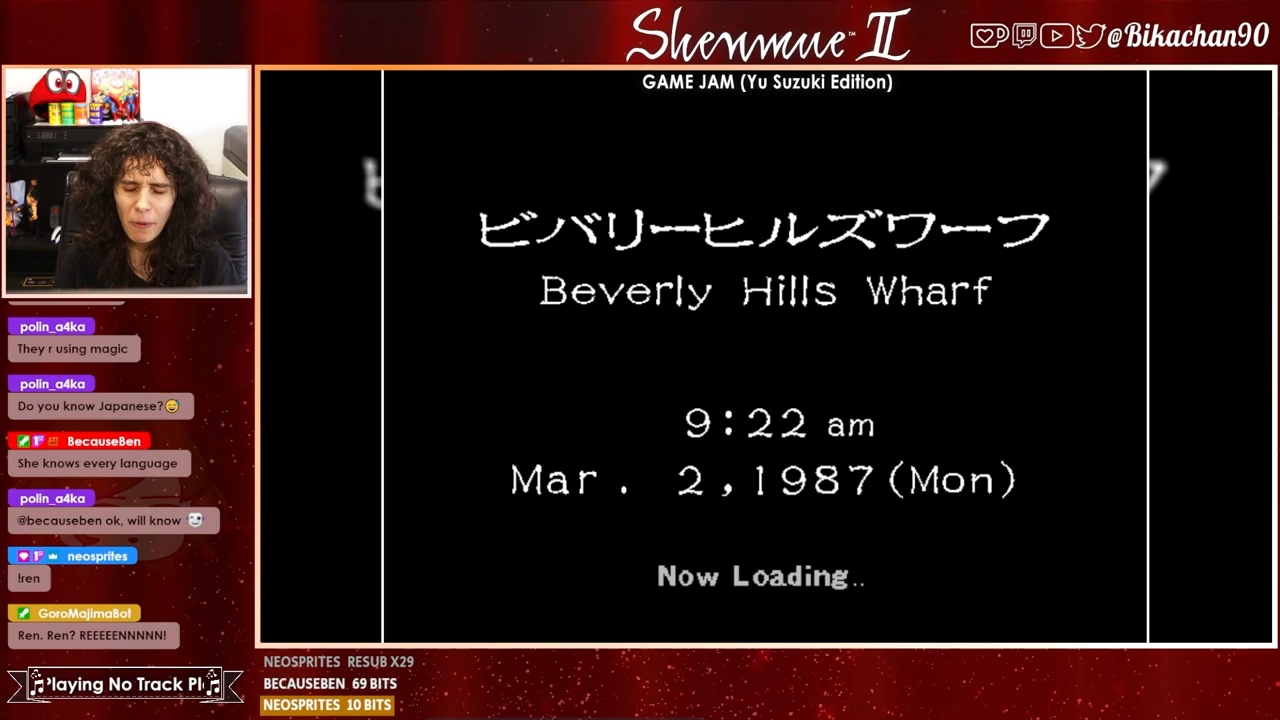 Shenmue™ II
@Bikachan90
GAME JAM (Yu Suzuki Edition)
ビバリーヒルズワーフ
Beverly Hills Wharf
9:22 am
Mar. 2,1987(Mon)
Now Loading..
polin_a4ka
They r using magic
polin_a4ka
Do you know Japanese?😅
BecauseBen
She knows every language
polin_a4ka
@becauseben ok, will know
neosprites
!ren
GoroMajimaBot
Ren. Ren? REEEEENNNNN!
Playing No Track Pl
NEOSPRITES RESUB X29
BECAUSEBEN 69 BITS
NEOSPRITES 10 BITS